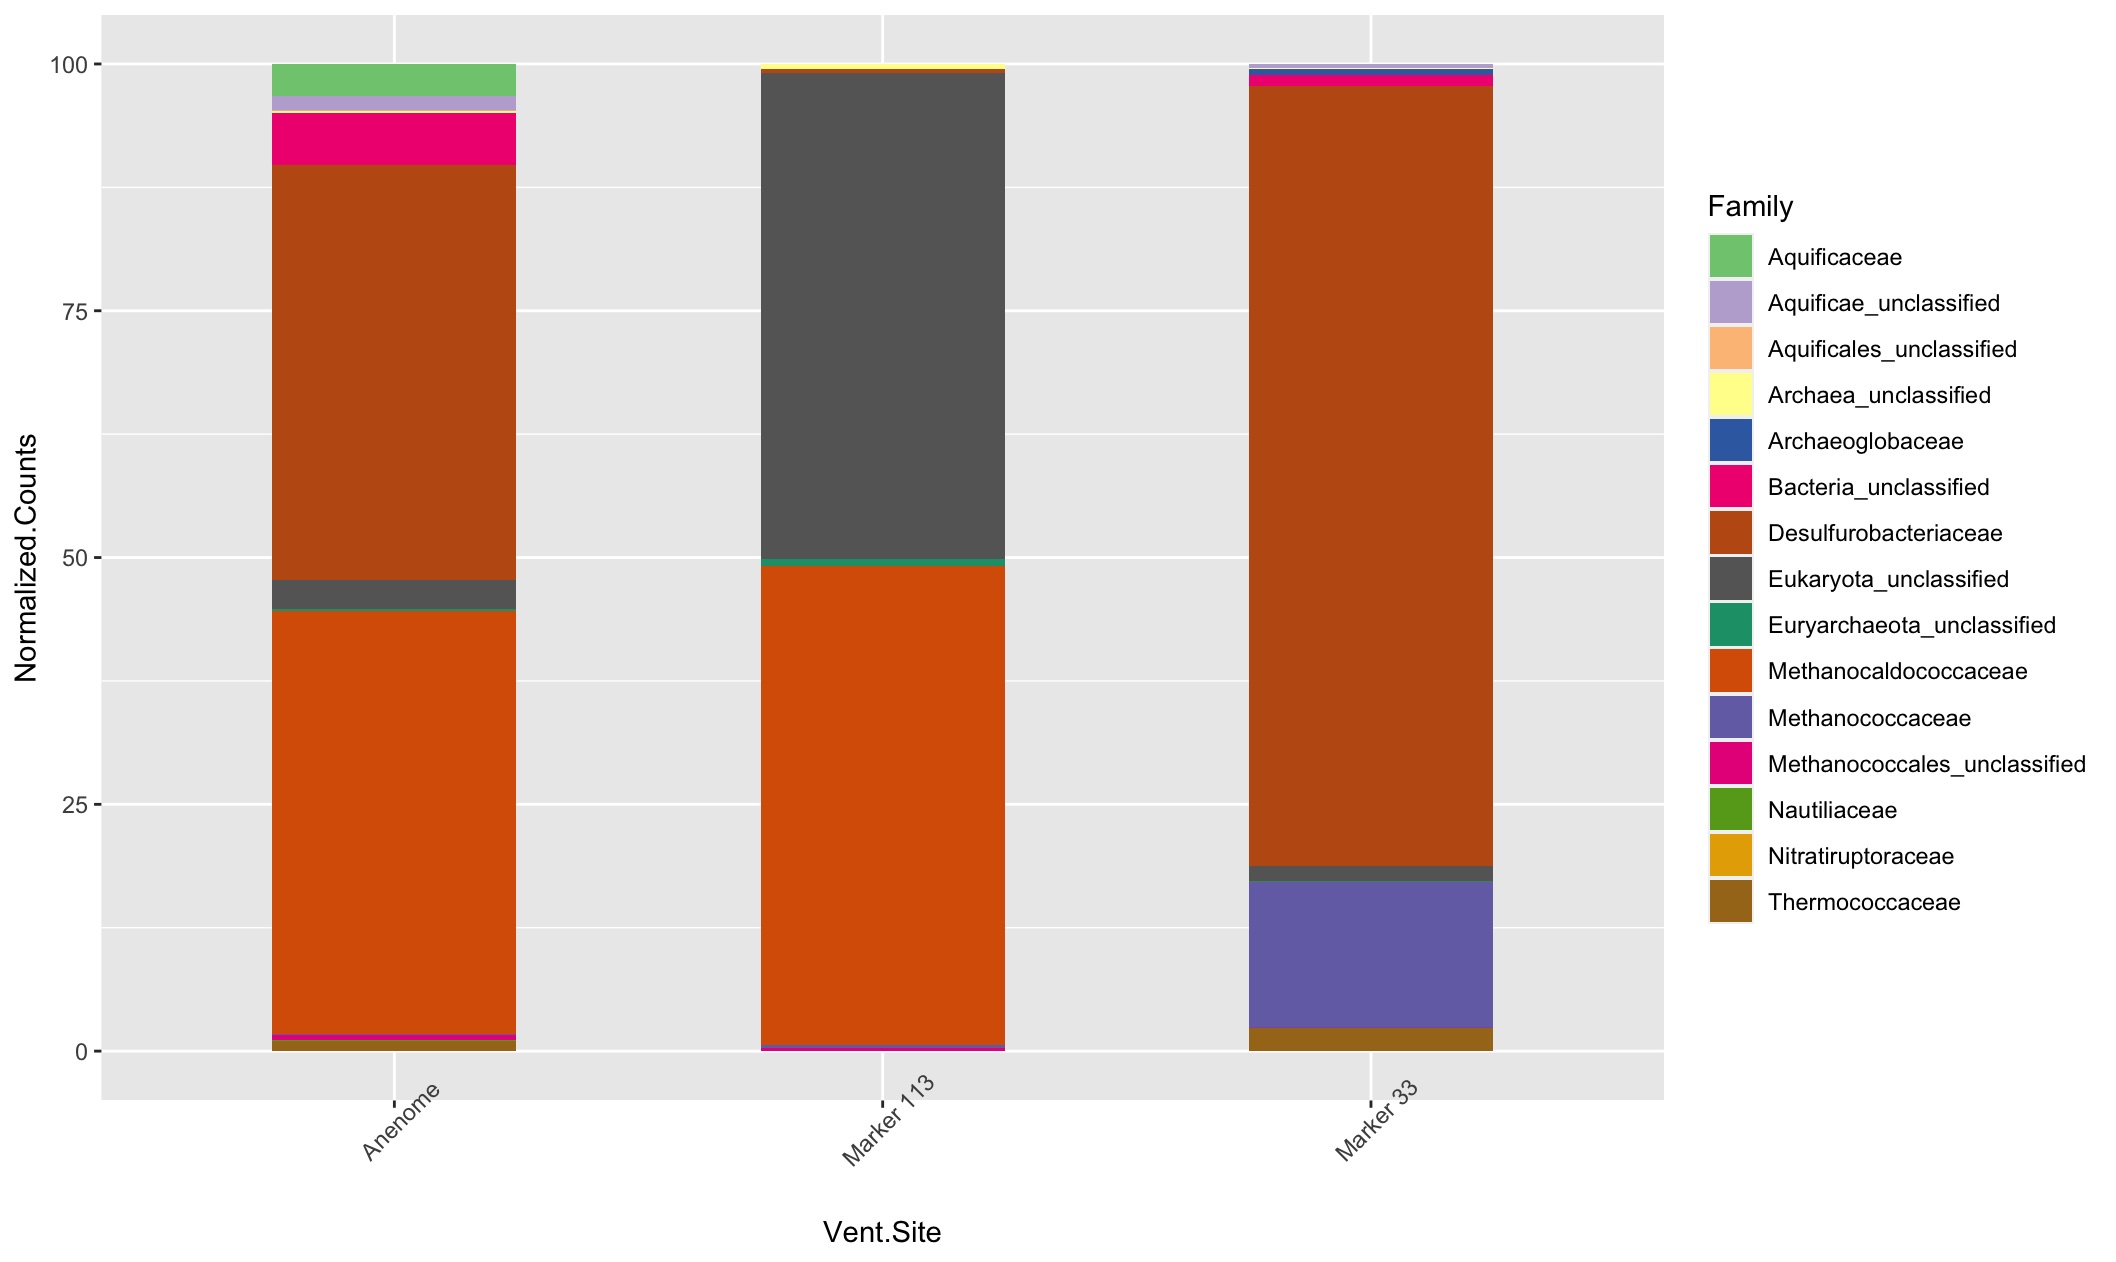 Normalized.Counts
100
75
50
25
0
Anenome
Marker 113
Marker 33
Vent.Site
Family
Aquificaceae
Aquificae_unclassified
Aquificales_unclassified
Archaea_unclassified
Archaeoglobaceae
Bacteria_unclassified
Desulfurobacteriaceae
Eukaryota_unclassified
Euryarchaeota_unclassified
Methanocaldococcaceae
Methanococcaceae
Methanococcales_unclassified
Nautiliaceae
Nitratiruptoraceae
Thermococcaceae